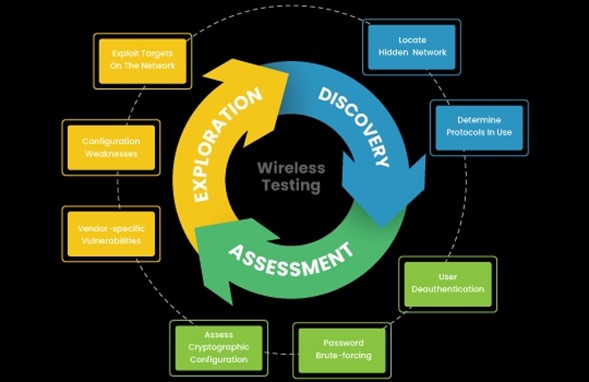 Locate
Hidden Network
Exploit Targets
On The Network
Determine
Protocols In Use
Configuration
Weaknesses
EXPLORATION
DISCOVERY
Wireless
Testing
Vendor-specific
Vulnerabilities
ASSESSMENT
User
Deauthentication
Assess
Cryptographic
Configuration
Password
Brute-forcing